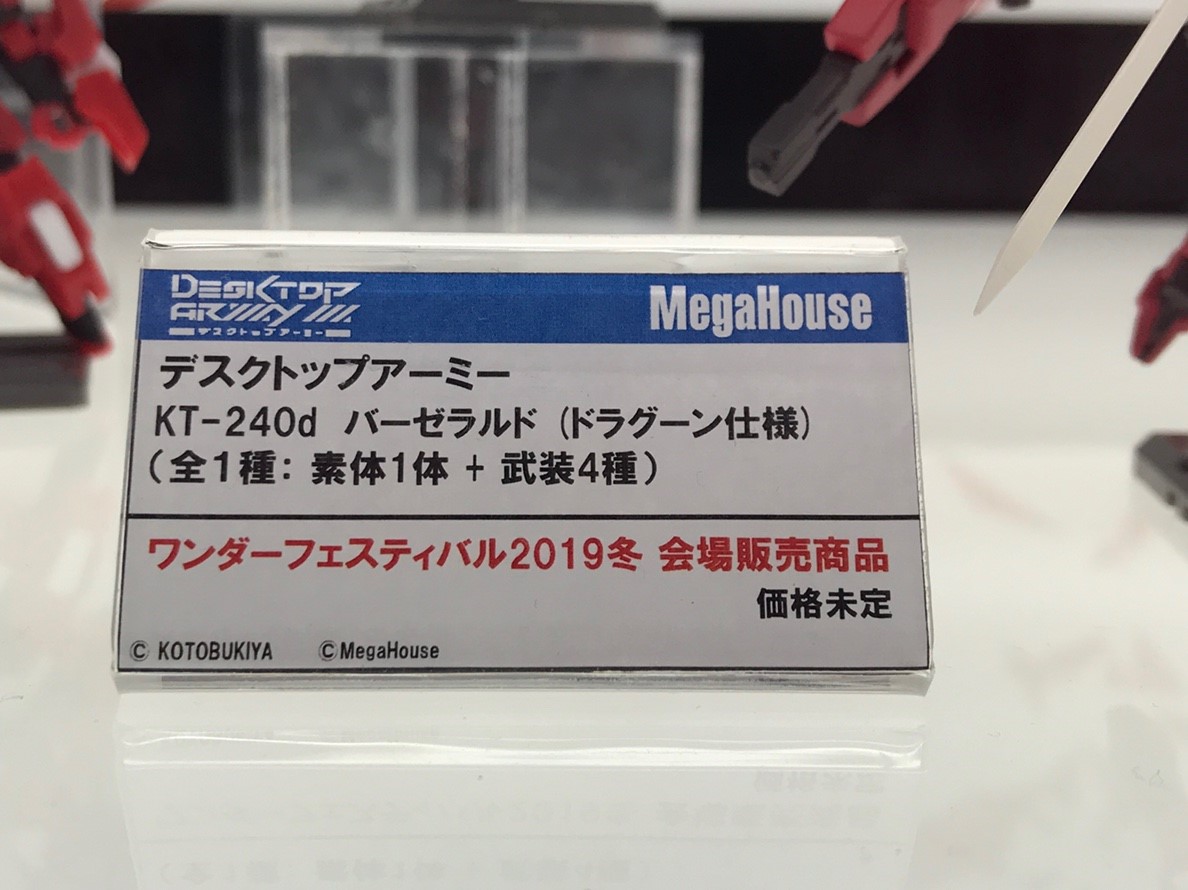 DESKTOP
ARMY
デスクトップアーミー
MegaHouse
デスクトップアーミー
KT-240d バーゼラルド (ドラグーン仕様)
(全1種: 素体1体 + 武装4種)
ワンダーフェスティバル2019冬 会場販売商品
価格未定
© KOTOBUKIYA ©MegaHouse